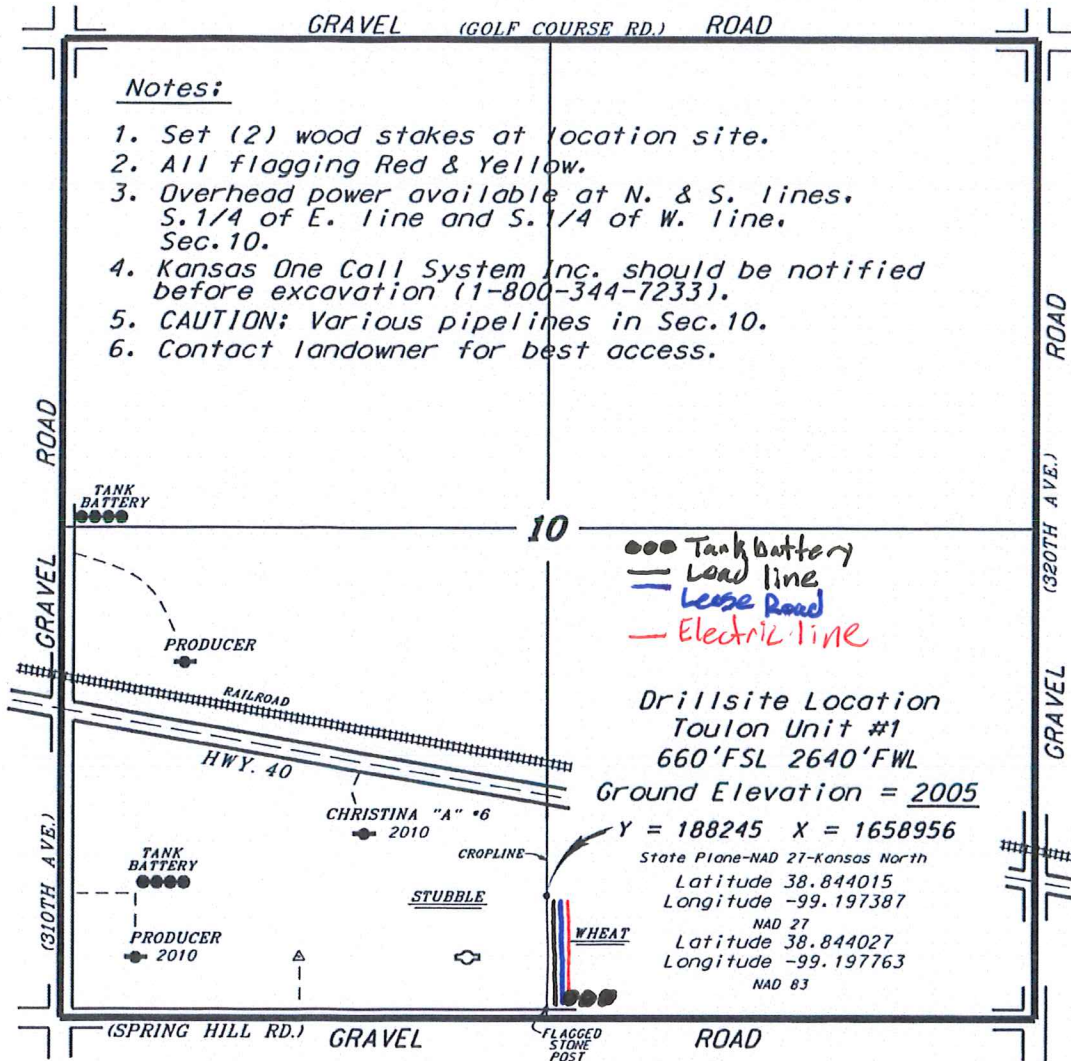 GRAVEL (GOLF COURSE RD.) ROAD
Notes:
1. Set (2) wood stakes at location site.
2. All flagging Red & Yellow.
3. Overhead power available at N. & S. lines.
S.1/4 of E. line and S.1/4 of W. line.
Sec.10.
4. Kansas One Call System Inc. should be notified
before excavation (1-800-344-7233).
5. CAUTION: Various pipelines in Sec.10.
6. Contact landowner for best access.
GRAVEL ROAD
(310TH AVE.)
ROAD
(320TH AVE.)
GRAVEL
TANK
BATTERY
10
Tank battery
Load line
Lease Road
Electric line
PRODUCER
RAILROAD
HWY. 40
Drillsite Location
Toulon Unit #1
660'FSL 2640'FWL
Ground Elevation = 2005
Y = 188245 X = 1658956
State Plane-NAD 27-Kansas North
Latitude 38.844015
Longitude -99.197387
NAD 27
Latitude 38.844027
Longitude -99.197763
NAD 83
CHRISTINA "A" #6
2010
CROPLINE
TANK
BATTERY
STUBBLE
WHEAT
PRODUCER
2010
(SPRING HILL RD.) GRAVEL ROAD
FLAGGED
STONE
POST